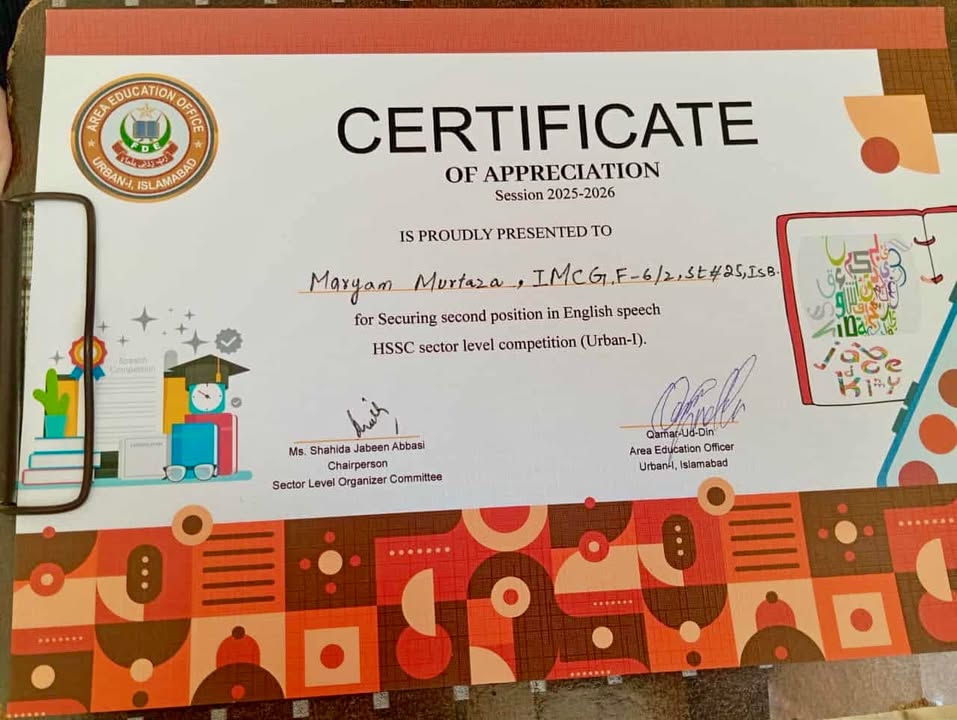 AREA EDUCATION OFFICE
FDE
URBAN-I, ISLAMABAD
CERTIFICATE
OF APPRECIATION
Session 2025-2026
IS PROUDLY PRESENTED TO
Maryam Murtaza, IMCG, F-6/2, St#25, IsB.
for Securing second position in English speech
HSSC sector level competition (Urban-I).
Speech
Competition
Ms. Shahida Jabeen Abbasi
Chairperson
Sector Level Organizer Committee
Qamar-Ud-Din
Area Education Officer
Urban-I, Islamabad